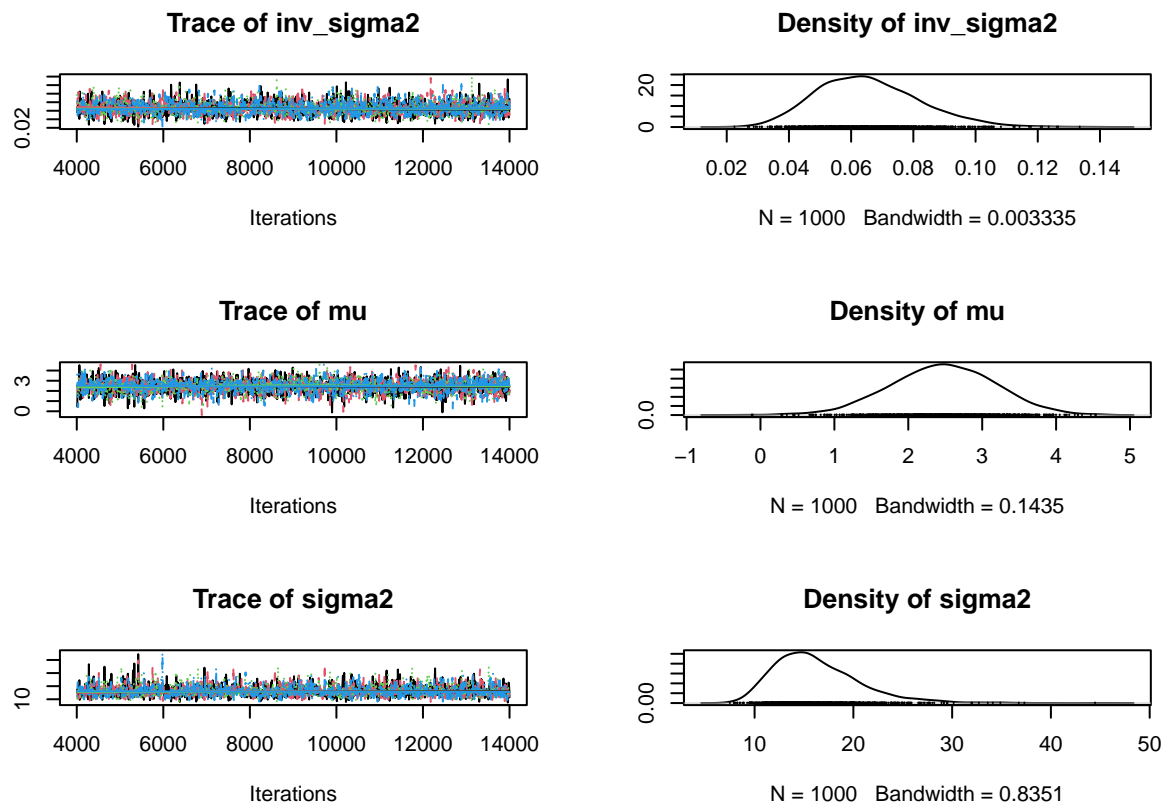 Trace of inv_sigma2
0.02
4000 6000 8000 10000 12000 14000
Iterations
Density of inv_sigma2
0 20
0.02 0.04 0.06 0.08 0.10 0.12 0.14
N = 1000 Bandwidth = 0.003335
Trace of mu
0 3
4000 6000 8000 10000 12000 14000
Iterations
Density of mu
0.0
−1 0 1 2 3 4 5
N = 1000 Bandwidth = 0.1435
Trace of sigma2
10
4000 6000 8000 10000 12000 14000
Iterations
Density of sigma2
0.00
10 20 30 40 50
N = 1000 Bandwidth = 0.8351